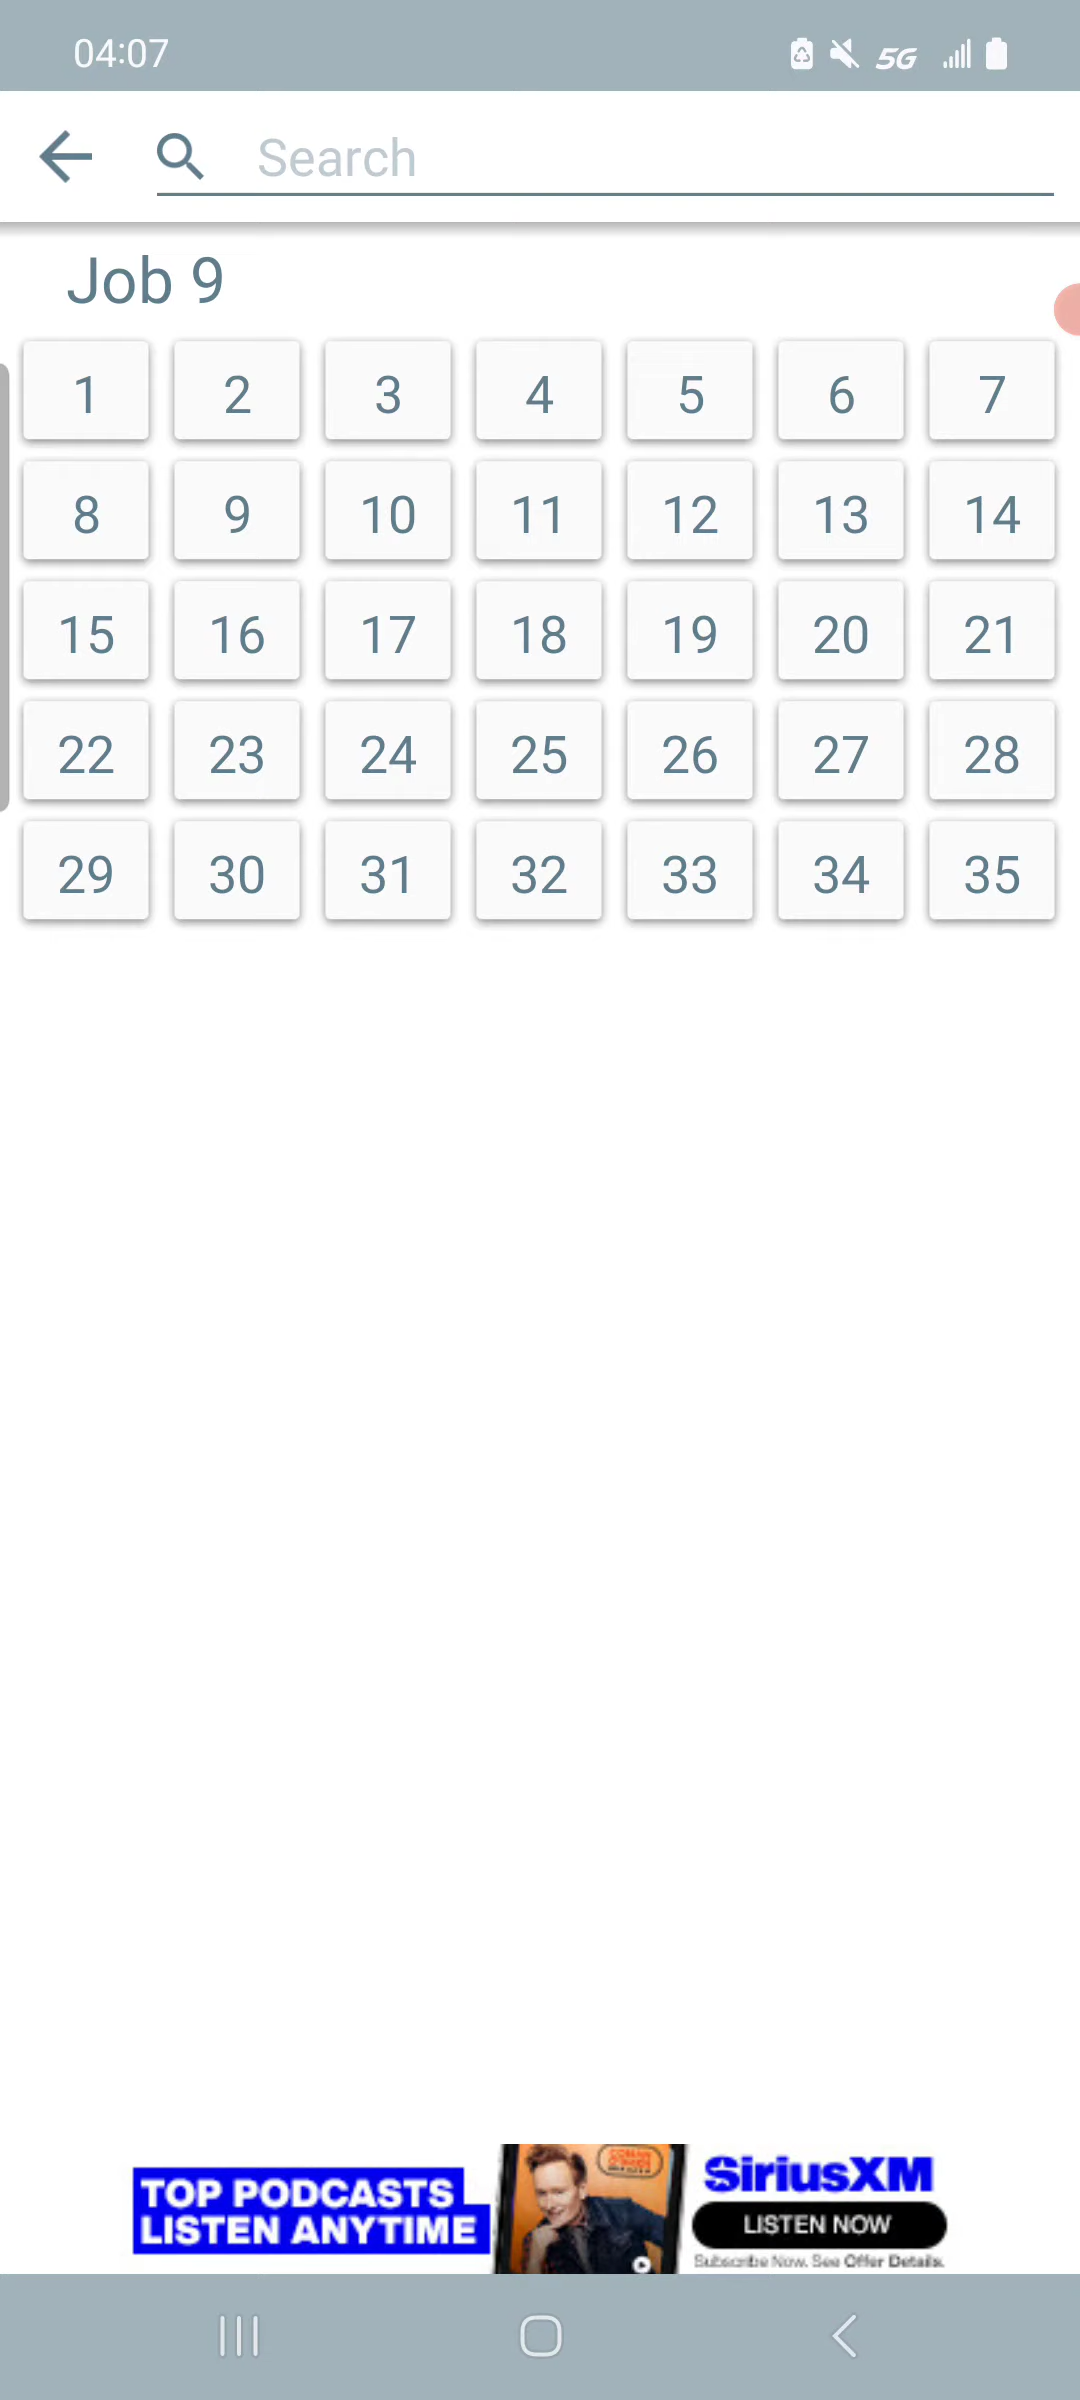 04:07
5G
Search
Job 9
1 2 3 4 5 6 7
8 9 10 11 12 13 14
15 16 17 18 19 20 21
22 23 24 25 26 27 28
29 30 31 32 33 34 35
TOP PODCASTS
LISTEN ANYTIME
SiriusXM
LISTEN NOW
Subscribe Now. See Offer Details.